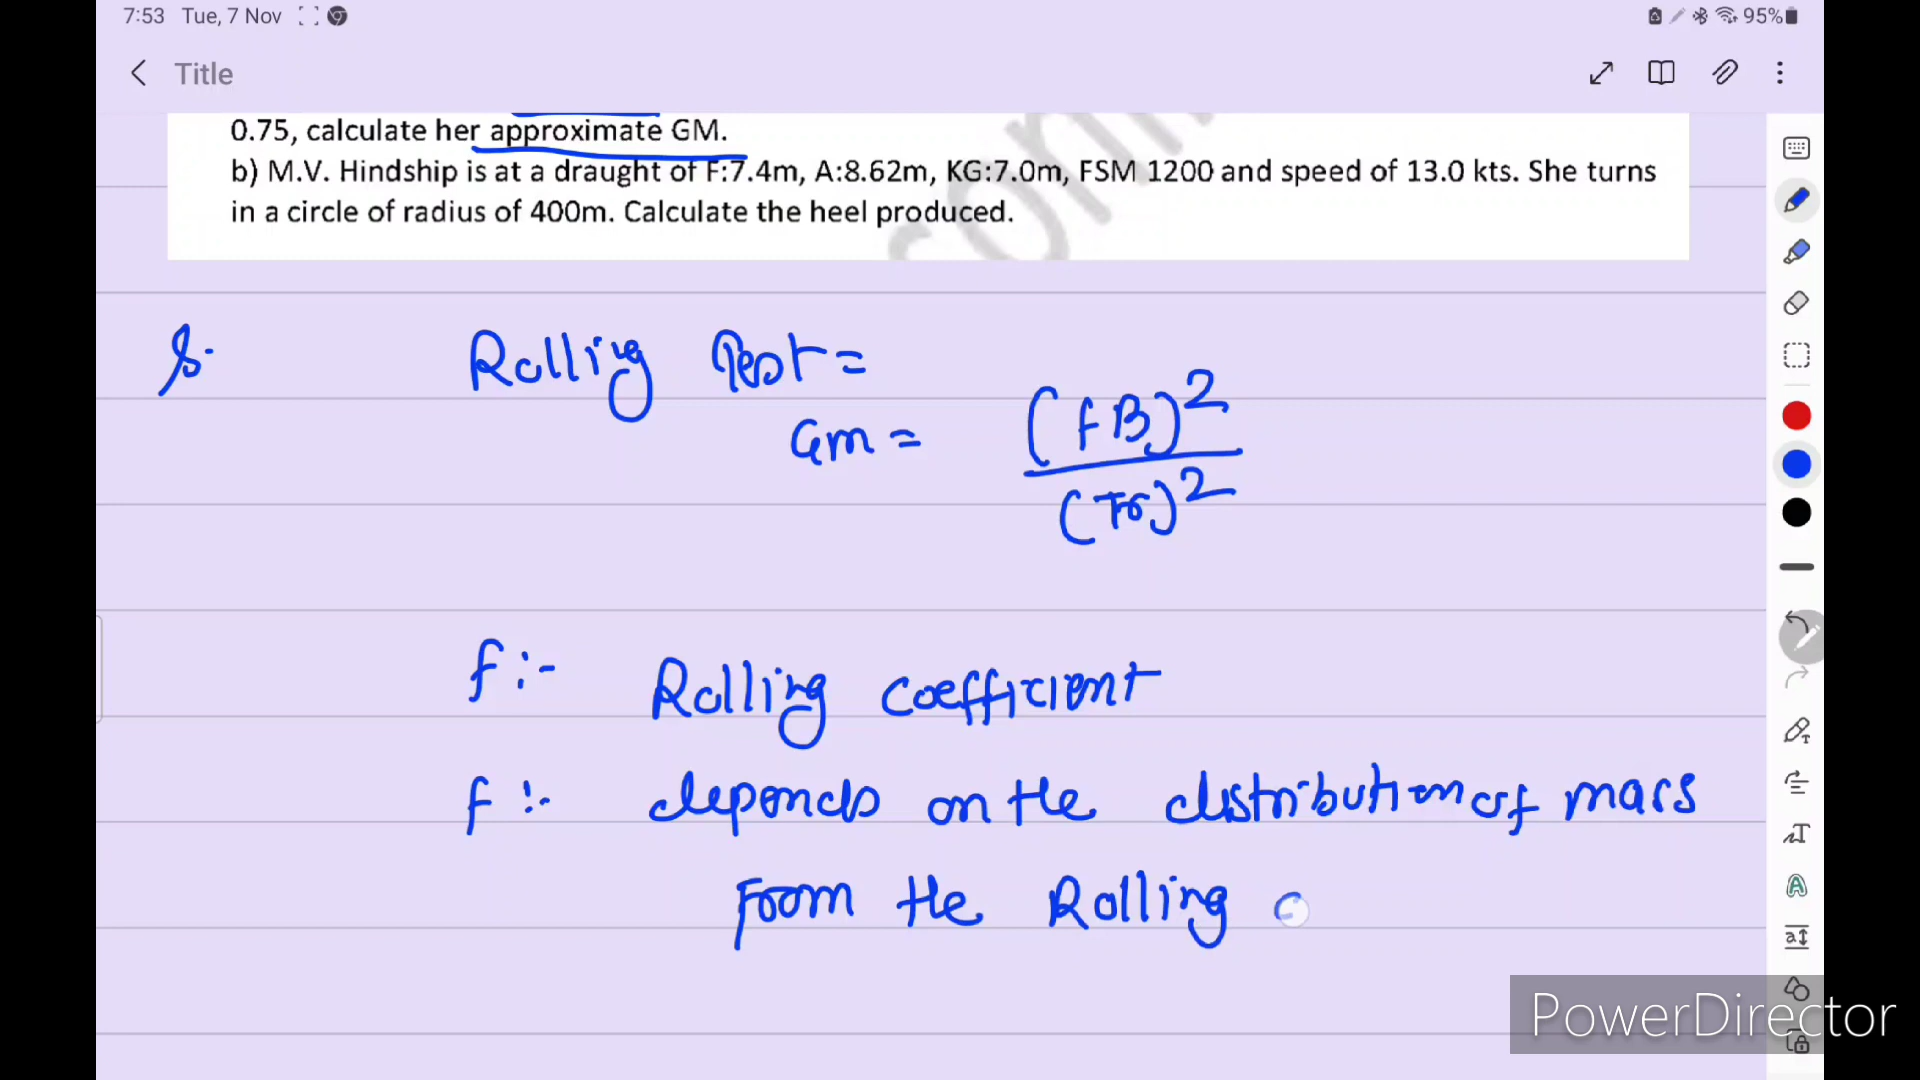 7:53 Tue, 7 Nov 95%
Title
0.75, calculate her approximate GM.
b) M.V. Hindship is at a draught of F:7.4m, A:8.62m, KG:7.0m, FSM 1200 and speed of 13.0 kts. She turns
in a circle of radius of 400m. Calculate the heel produced.
Rolling Test =
GM = (fB)²
(Tr)²
f :- Rolling coefficient
f :- depends on the distribution of mass
From the Rolling
PowerDirector